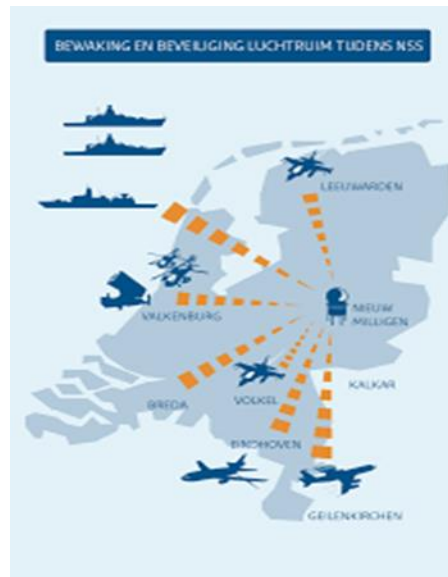 BEWAKING EN BEVEILIGING LUCHTRUIM TIJDENS NSS
LEEUWARDEN
NIEUW
MILLIGEN
VALKENBURG
KALKAR
BREDA
VOLKEL
EINDHOVEN
GEILENKIRCHEN